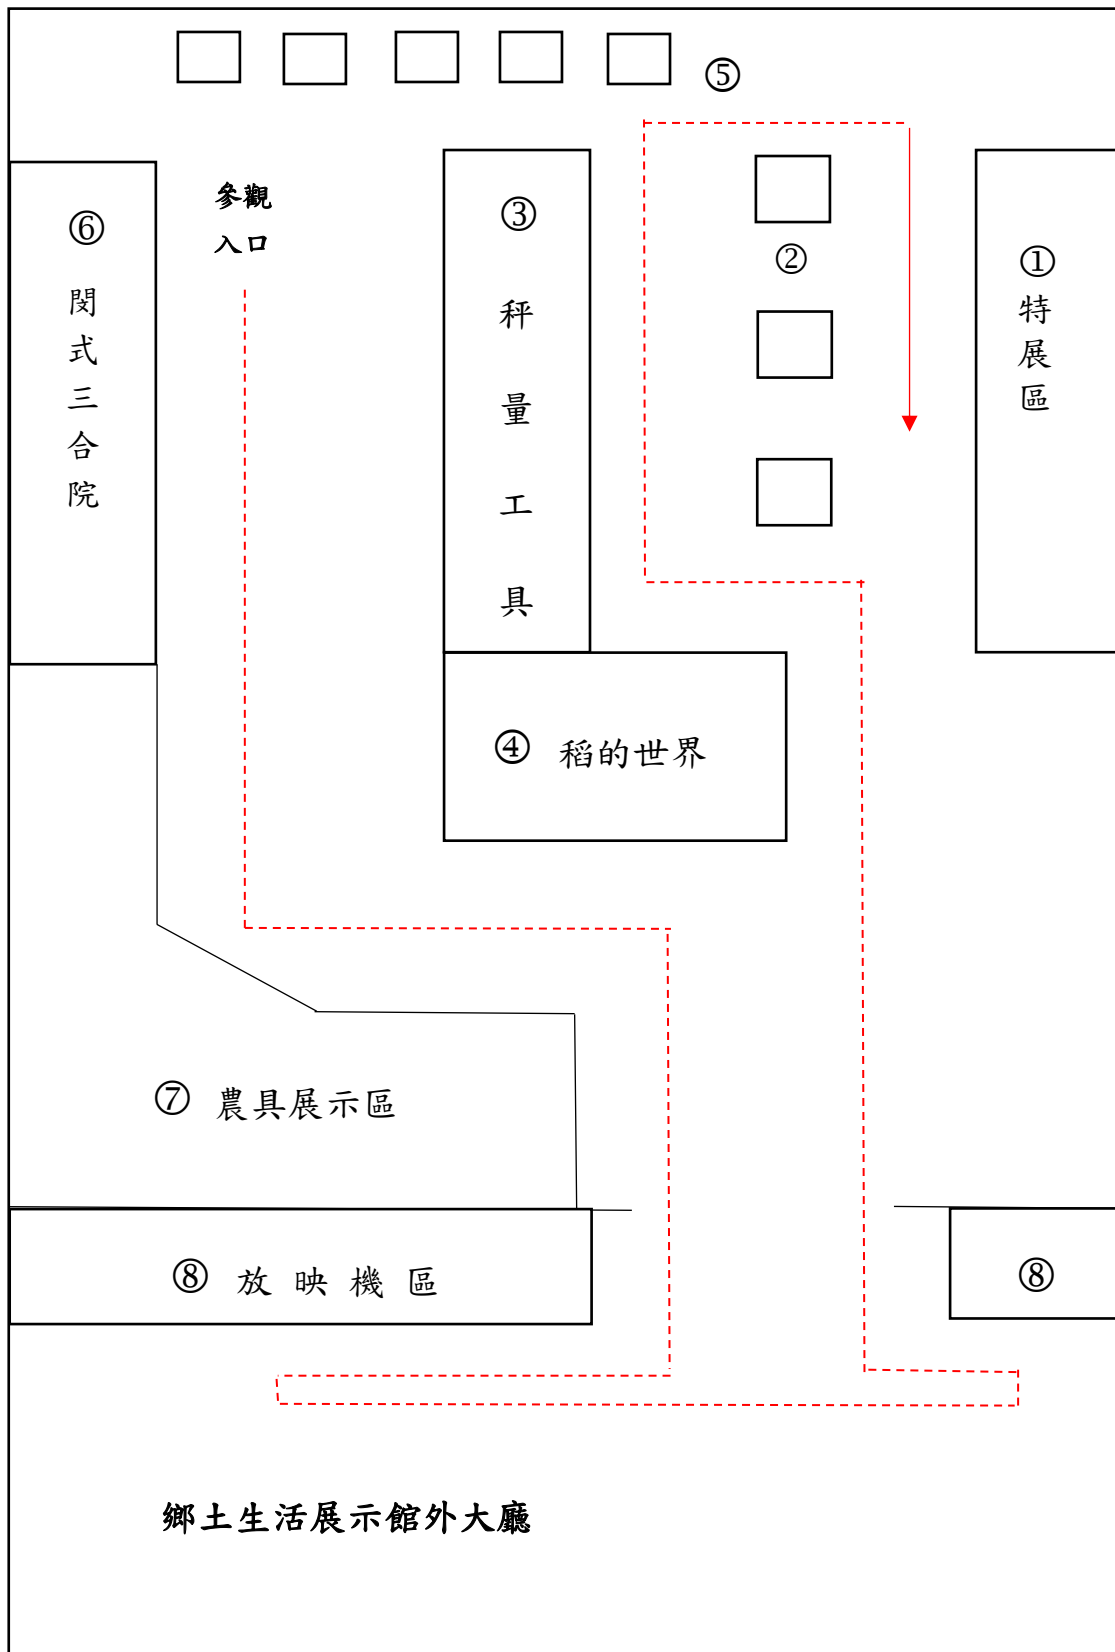 ⑤
參觀
入口
⑥
閔式三合院
③
秤量工具
②
①
特展區
④ 稻的世界
⑦ 農具展示區
⑧ 放映機區
⑧
鄉土生活展示館外大廳